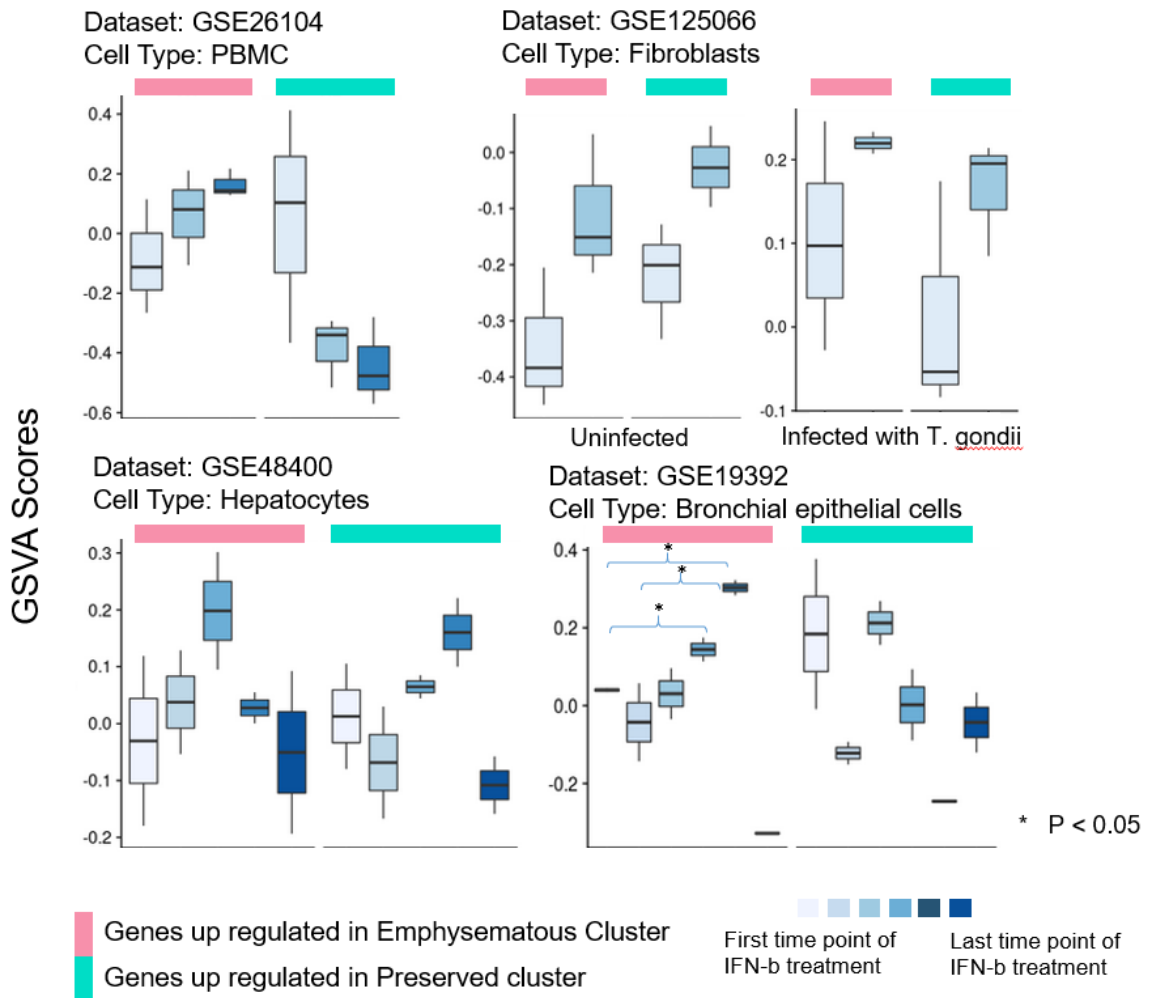 Dataset: GSE26104
Cell Type: PBMC
Dataset: GSE125066
Cell Type: Fibroblasts
0.4
0.2
0.0
-0.2
-0.4
-0.6
0.0
-0.1
-0.2
-0.3
-0.4
0.2
0.1
0.0
-0.1
Uninfected
Infected with T. gondii
GSVA Scores
Dataset: GSE48400
Cell Type: Hepatocytes
Dataset: GSE19392
Cell Type: Bronchial epithelial cells
0.3
0.2
0.1
0.0
-0.1
-0.2
0.4
0.2
0.0
-0.2
*
*
*
* P < 0.05
Genes up regulated in Emphysematous Cluster
Genes up regulated in Preserved cluster
First time point of
IFN-b treatment
Last time point of
IFN-b treatment